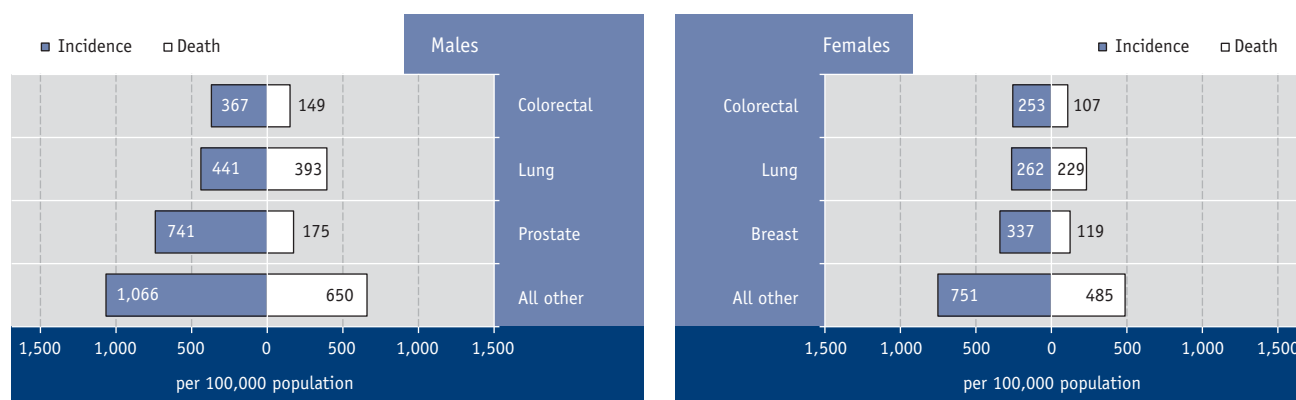 Incidence Death Males
367 149 Colorectal
441 393 Lung
741 175 Prostate
1,066 650 All other
1,500 1,000 500 0 500 1,000 1,500
per 100,000 population
Females Incidence Death
Colorectal 253 107
Lung 262 229
Breast 337 119
All other 751 485
1,500 1,000 500 0 500 1,000 1,500
per 100,000 population